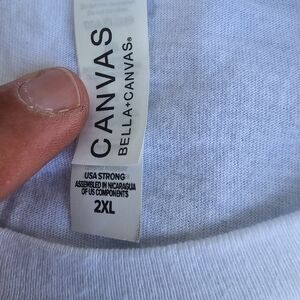 CANVAS
BELLA+CANVAS®
USA STRONG
ASSEMBLED IN NICARAGUA
OF US COMPONENTS
2XL